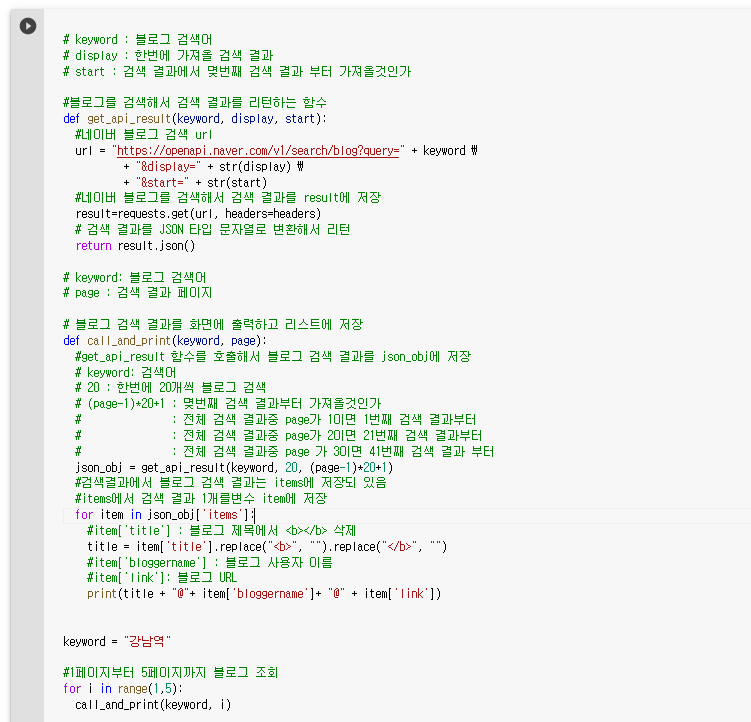 # keyword : 블로그 검색어
# display : 한번에 가져올 검색 결과
# start : 검색 결과에서 몇번째 검색 결과 부터 가져올것인가
#블로그를 검색해서 검색 결과를 리턴하는 함수
def get_api_result(keyword, display, start):
#네이버 블로그 검색 url
url = "https://openapi.naver.com/v1/search/blog?query=" + keyword ₩
+ "&display=" + str(display) ₩
+ "&start=" + str(start)
#네이버 블로그를 검색해서 검색 결과를 result에 저장
result=requests.get(url, headers=headers)
# 검색 결과를 JSON 타입 문자열로 변환해서 리턴
return result.json()
# keyword: 블로그 검색어
# page : 검색 결과 페이지
# 블로그 검색 결과를 화면에 출력하고 리스트에 저장
def call_and_print(keyword, page):
#get_api_result 함수를 호출해서 블로그 검색 결과를 json_obj에 저장
# keyword: 검색어
# 20 : 한번에 20개씩 블로그 검색
# (page-1)*20+1 : 몇번째 검색 결과부터 가져올것인가
# : 전체 검색 결과중 page가 1이면 1번째 검색 결과부터
# : 전체 검색 결과중 page가 2이면 21번째 검색 결과부터
# : 전체 검색 결과중 page 가 3이면 41번째 검색 결과 부터
json_obj = get_api_result(keyword, 20, (page-1)*20+1)
#검색결과에서 블로그 검색 결과는 items에 저장되 있음
#items에서 검색 결과 1개를변수 item에 저장
for item in json_obj['items']:
#item['title'] : 블로그 제목에서 <b></b> 삭제
title = item['title'].replace("<b>", "").replace("</b>", "")
#item['bloggername'] : 블로그 사용자 이름
#item['link']: 블로그 URL
print(title + "@"+ item['bloggername']+ "@" + item['link'])
keyword = "강남역"
#1페이지부터 5페이지까지 블로그 조회
for i in range(1,5):
call_and_print(keyword, i)